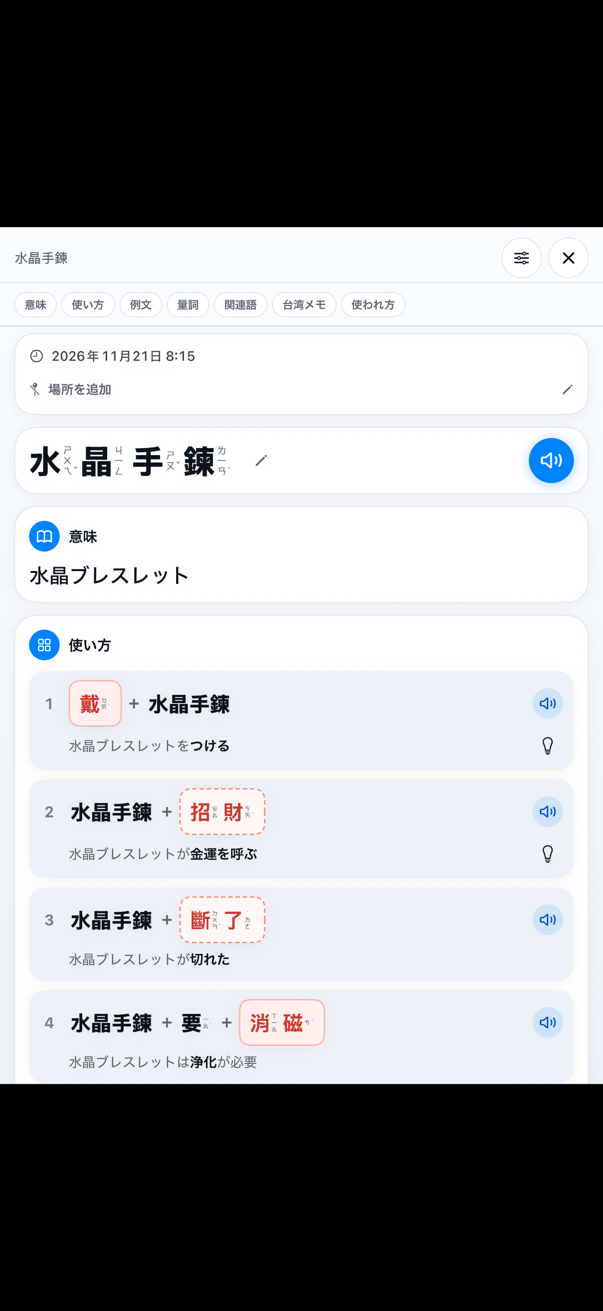 水晶手鍊
意味 使い方 例文 量詞 関連語 台湾メモ 使われ方
2026年11月21日 8:15
場所を追加
水ㄕㄨㄟˇ晶ㄐㄧㄥ手ㄕㄡˇ鍊ㄌㄧㄢˋ
意味
水晶ブレスレット
使い方
1 戴ㄉㄞˋ + 水晶手鍊
水晶ブレスレットをつける
2 水晶手鍊 + 招ㄓㄠ財ㄘㄞˊ
水晶ブレスレットが金運を呼ぶ
3 水晶手鍊 + 斷ㄉㄨㄢˋ了˙ㄌㄜ
水晶ブレスレットが切れた
4 水晶手鍊 + 要ㄧㄠˋ + 消ㄒㄧㄠ磁ㄘˊ
水晶ブレスレットは浄化が必要